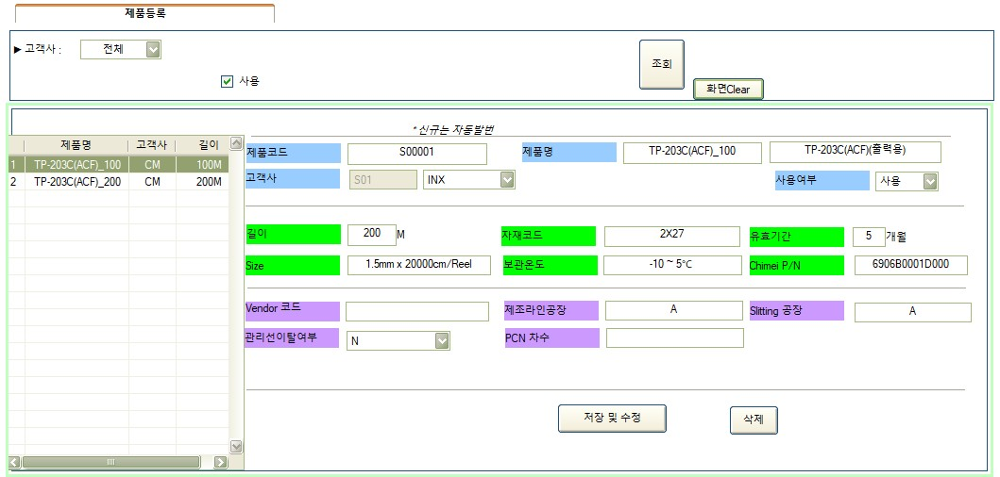 제품등록
▶ 고객사 : 전체
조회
사용
화면Clear
* 신규는 자동발번
제품명 고객사 길이
1 TP-203C(ACF)_100 CM 100M
2 TP-203C(ACF)_200 CM 200M
제품코드 S00001 제품명 TP-203C(ACF)_100 TP-203C(ACF)(출력용)
고객사 S01 INX 사용여부 사용
길이 200 M 자재코드 2X27 유효기간 5 개월
Size 1.5mm x 20000cm/Reel 보관온도 -10 ~ 5℃ Chimei P/N 6906B0001D000
Vendor 코드 제조라인공장 A Slitting 공장 A
관리선이탈여부 N PCN 차수
저장 및 수정 삭제